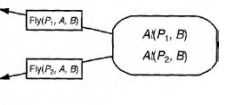 Fly(P₁, A, B)
At(P₁, B)
At(P₂, B)
Fly(P₂, A, B)